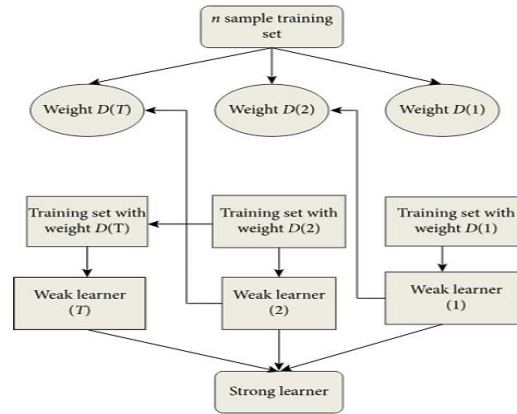 n sample training
set
Weight D(T)
Weight D(2)
Weight D(1)
Training set with
weight D(T)
Training set with
weight D(2)
Training set with
weight D(1)
Weak learner
(T)
Weak learner
(2)
Weak learner
(1)
Strong learner